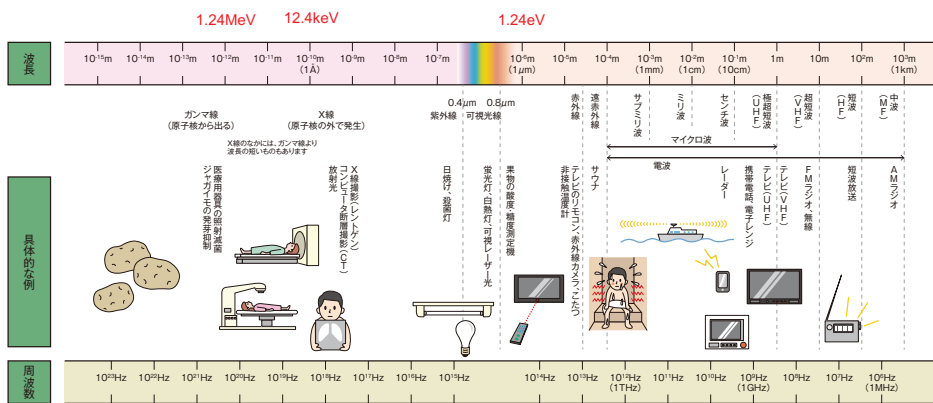 1.24MeV
12.4keV
1.24eV
波長
10⁻¹⁵m
10⁻¹⁴m
10⁻¹³m
10⁻¹²m
10⁻¹¹m
10⁻¹⁰m
(1Å)
10⁻⁹m
10⁻⁸m
10⁻⁷m
10⁻⁶m
(1μm)
10⁻⁵m
10⁻⁴m
10⁻³m
(1mm)
10⁻²m
(1cm)
10⁻¹m
(10cm)
1m
10m
10²m
10³m
(1km)
ガンマ線
(原子核から出る)
X線
(原子核の外で発生)
X線のなかには、ガンマ線より
波長の短いものもあります
0.4μm
0.8μm
紫外線
可視光線
赤外線
遠赤外線
サブミリ波
ミリ波
センチ波
極超短波
(UHF)
超短波
(VHF)
短波
(HF)
中波
(MF)
マイクロ波
電波
具体的な例
医療用器具の照射滅菌
ジャガイモの発芽抑制
X線撮影(レントゲン)
コンピュータ断層撮影(CT)
放射光
日焼け、殺菌灯
蛍光灯、白熱灯、可視レーザー光
果物の酸度・糖度測定機
テレビのリモコン、赤外線カメラ、こたつ
非接触温度計
サウナ
レーダー
携帯電話、電子レンジ
テレビ(UHF)
テレビ(VHF)
FMラジオ、無線
短波放送
AMラジオ
周波数
10²³Hz
10²²Hz
10²¹Hz
10²⁰Hz
10¹⁹Hz
10¹⁸Hz
10¹⁷Hz
10¹⁶Hz
10¹⁵Hz
10¹⁴Hz
10¹³Hz
10¹²Hz
(1THz)
10¹¹Hz
10¹⁰Hz
10⁹Hz
(1GHz)
10⁸Hz
10⁷Hz
10⁶Hz
(1MHz)